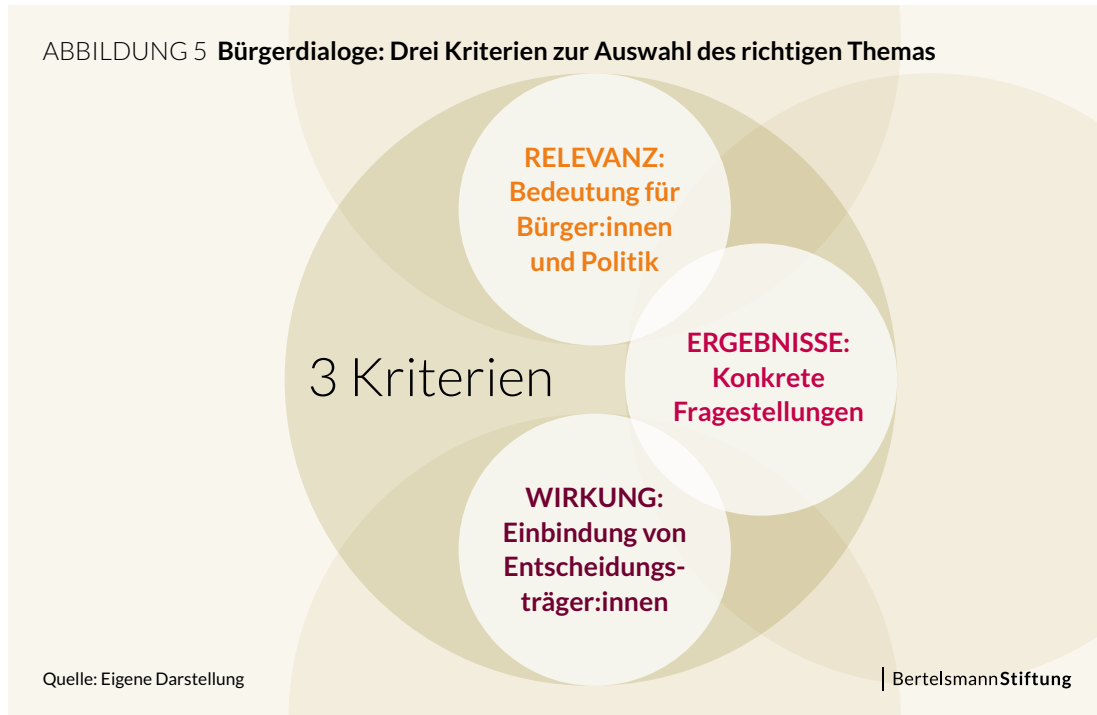 ABBILDUNG 5 Bürgerdialoge: Drei Kriterien zur Auswahl des richtigen Themas
RELEVANZ:
Bedeutung für
Bürger:innen
und Politik
3 Kriterien
ERGEBNISSE:
Konkrete
Fragestellungen
WIRKUNG:
Einbindung von
Entscheidungs-
träger:innen
Quelle: Eigene Darstellung
BertelsmannStiftung